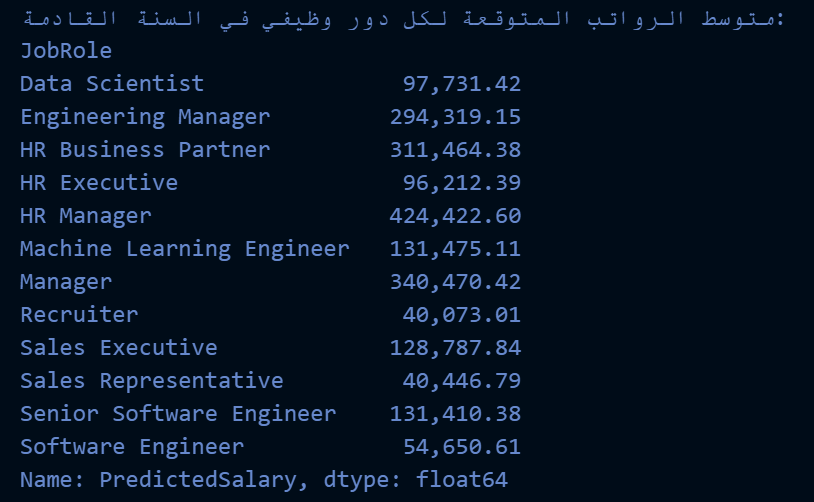 متوسط الرواتب المتوقعة لكل دور وظيفي في السنة القادمة:
JobRole
Data Scientist 97,731.42
Engineering Manager 294,319.15
HR Business Partner 311,464.38
HR Executive 96,212.39
HR Manager 424,422.60
Machine Learning Engineer 131,475.11
Manager 340,470.42
Recruiter 40,073.01
Sales Executive 128,787.84
Sales Representative 40,446.79
Senior Software Engineer 131,410.38
Software Engineer 54,650.61
Name: PredictedSalary, dtype: float64